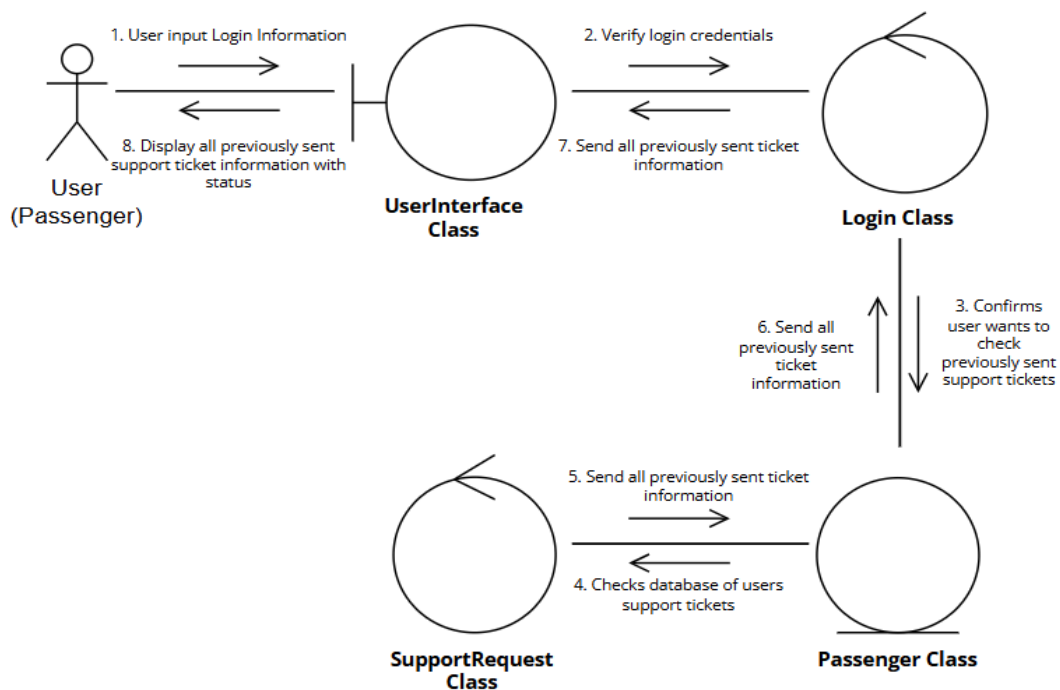 1. User input Login Information
2. Verify login credentials
8. Display all previously sent
support ticket information with
status
7. Send all previously sent ticket
information
User
(Passenger)
UserInterface
Class
Login Class
6. Send all
previously sent
ticket
information
3. Confirms
user wants to
check
previously sent
support tickets
5. Send all previously sent ticket
information
4. Checks database of users
support tickets
SupportRequest
Class
Passenger Class